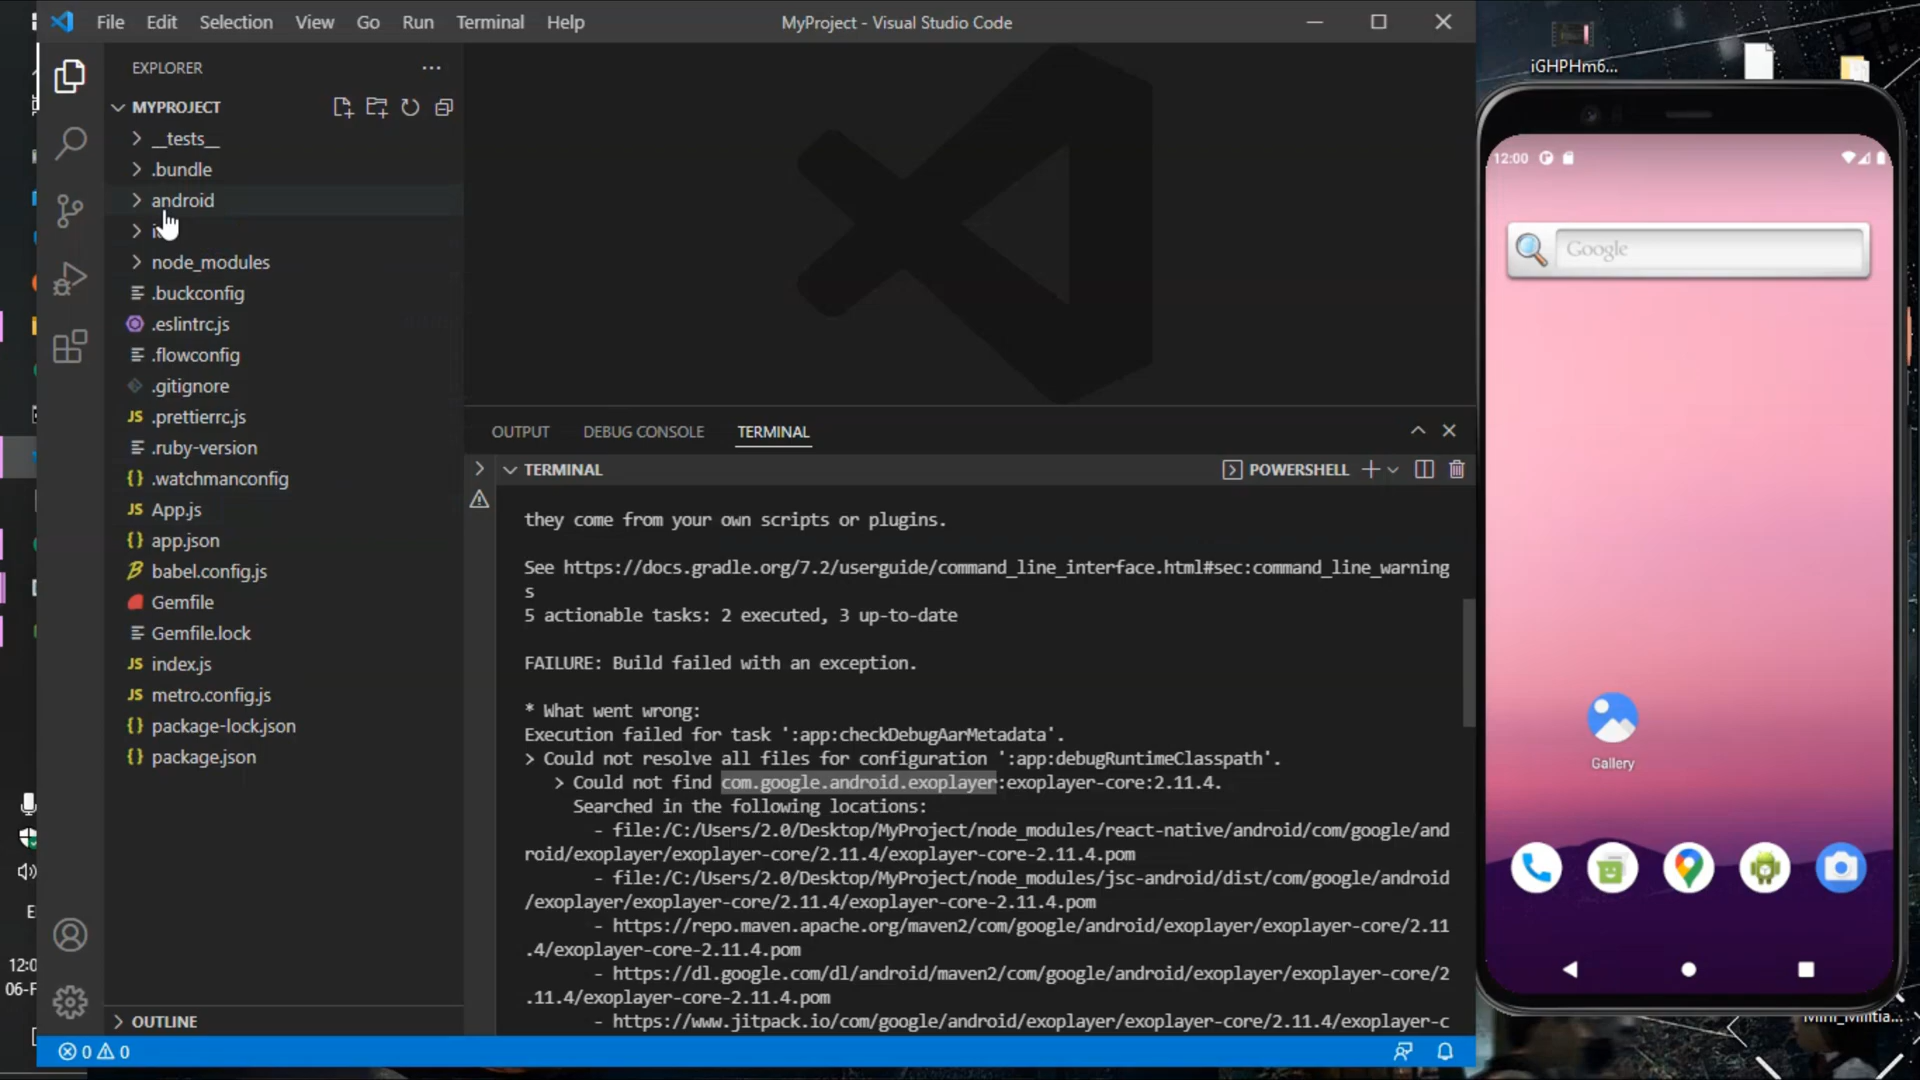 File Edit Selection View Go Run Terminal Help
MyProject - Visual Studio Code
EXPLORER
MYPROJECT
__tests__
.bundle
android
node_modules
.buckconfig
.eslintrc.js
.flowconfig
.gitignore
.prettierrc.js
.ruby-version
.watchmanconfig
App.js
app.json
babel.config.js
Gemfile
Gemfile.lock
index.js
metro.config.js
package-lock.json
package.json
OUTLINE
0 0
OUTPUT DEBUG CONSOLE TERMINAL
TERMINAL
POWERSHELL
they come from your own scripts or plugins.
See https://docs.gradle.org/7.2/userguide/command_line_interface.html#sec:command_line_warning
s
5 actionable tasks: 2 executed, 3 up-to-date
FAILURE: Build failed with an exception.
* What went wrong:
Execution failed for task ':app:checkDebugAarMetadata'.
> Could not resolve all files for configuration ':app:debugRuntimeClasspath'.
> Could not find com.google.android.exoplayer:exoplayer-core:2.11.4.
Searched in the following locations:
- file:/C:/Users/2.0/Desktop/MyProject/node_modules/react-native/android/com/google/and
roid/exoplayer/exoplayer-core/2.11.4/exoplayer-core-2.11.4.pom
- file:/C:/Users/2.0/Desktop/MyProject/node_modules/jsc-android/dist/com/google/android
/exoplayer/exoplayer-core/2.11.4/exoplayer-core-2.11.4.pom
- https://repo.maven.apache.org/maven2/com/google/android/exoplayer/exoplayer-core/2.11
.4/exoplayer-core-2.11.4.pom
- https://dl.google.com/dl/android/maven2/com/google/android/exoplayer/exoplayer-core/2
.11.4/exoplayer-core-2.11.4.pom
- https://www.jitpack.io/com/google/android/exoplayer/exoplayer-core/2.11.4/exoplayer-c
iGHPHm6...
12:00
Google
Gallery
12:0
06-F